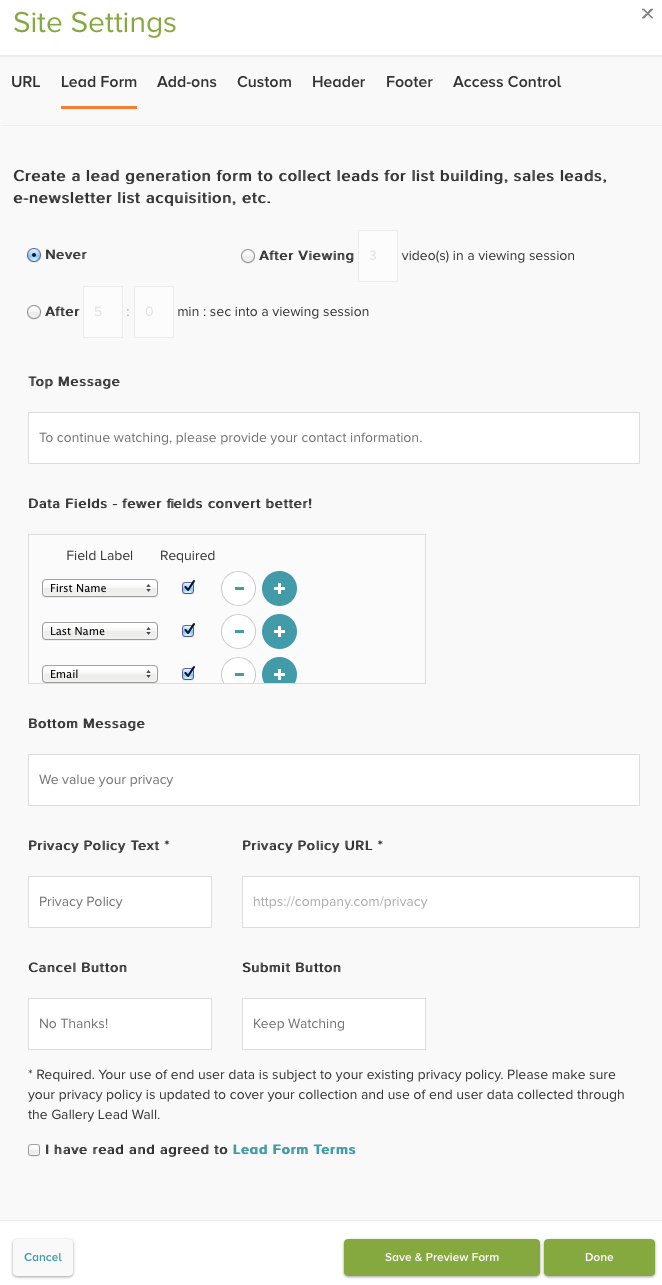 Site Settings
URL Lead Form Add-ons Custom Header Footer Access Control
Create a lead generation form to collect leads for list building, sales leads,
e-newsletter list acquisition, etc.
Never After Viewing 3 video(s) in a viewing session
After 5 : 0 min : sec into a viewing session
Top Message
To continue watching, please provide your contact information.
Data Fields - fewer fields convert better!
Field Label Required
First Name
Last Name
Email
Bottom Message
We value your privacy
Privacy Policy Text * Privacy Policy URL *
Privacy Policy https://company.com/privacy
Cancel Button Submit Button
No Thanks! Keep Watching
* Required. Your use of end user data is subject to your existing privacy policy. Please make sure
your privacy policy is updated to cover your collection and use of end user data collected through
the Gallery Lead Wall.
I have read and agreed to Lead Form Terms
Cancel Save & Preview Form Done